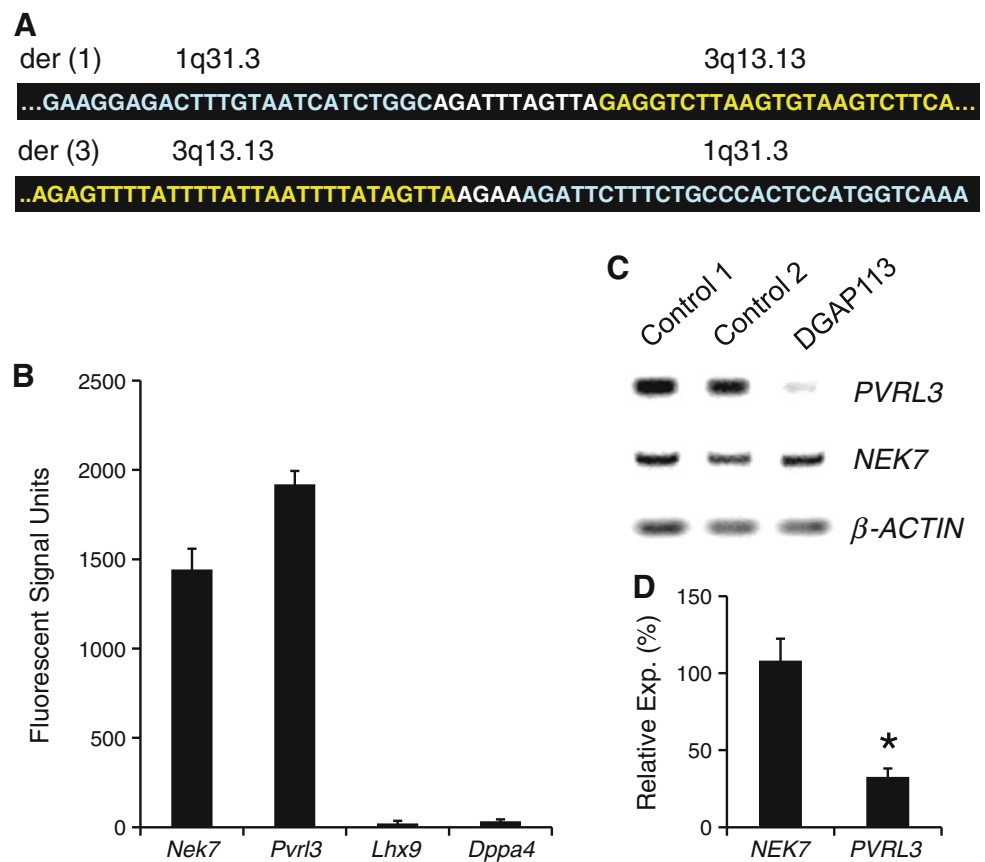 A
der (1) 1q31.3 3q13.13
...GAAGGAGACTTTGTAATCATCTGGCAGATTTAGTTAGAGGTCTTAAGTGTAAGTCTTCA...
der (3) 3q13.13 1q31.3
..AGAGTTTTATTTTATTAATTTTATAGTTAAGAAAGATTCTTTCTGCCCACTCCATGGTCAAA
B
Fluorescent Signal Units
2500
2000
1500
1000
500
0
Nek7 Pvrl3 Lhx9 Dppa4
C
Control 1 Control 2 DGAP113
PVRL3
NEK7
β-ACTIN
D
Relative Exp. (%)
150
100
50
0
*
NEK7 PVRL3